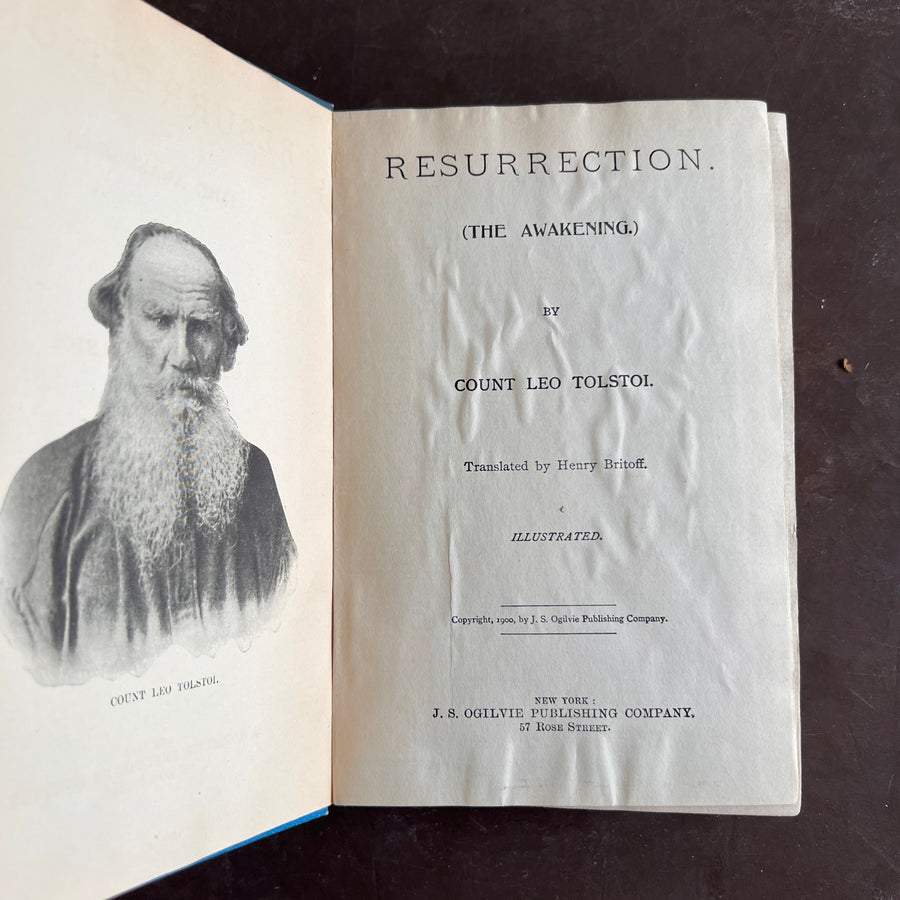 COUNT LEO TOLSTOI.
RESURRECTION.
(THE AWAKENING.)
BY
COUNT LEO TOLSTOI.
Translated by Henry Britoff.
ILLUSTRATED.
Copyright, 1900, by J. S. Ogilvie Publishing Company.
NEW YORK :
J. S. OGILVIE PUBLISHING COMPANY,
57 ROSE STREET.